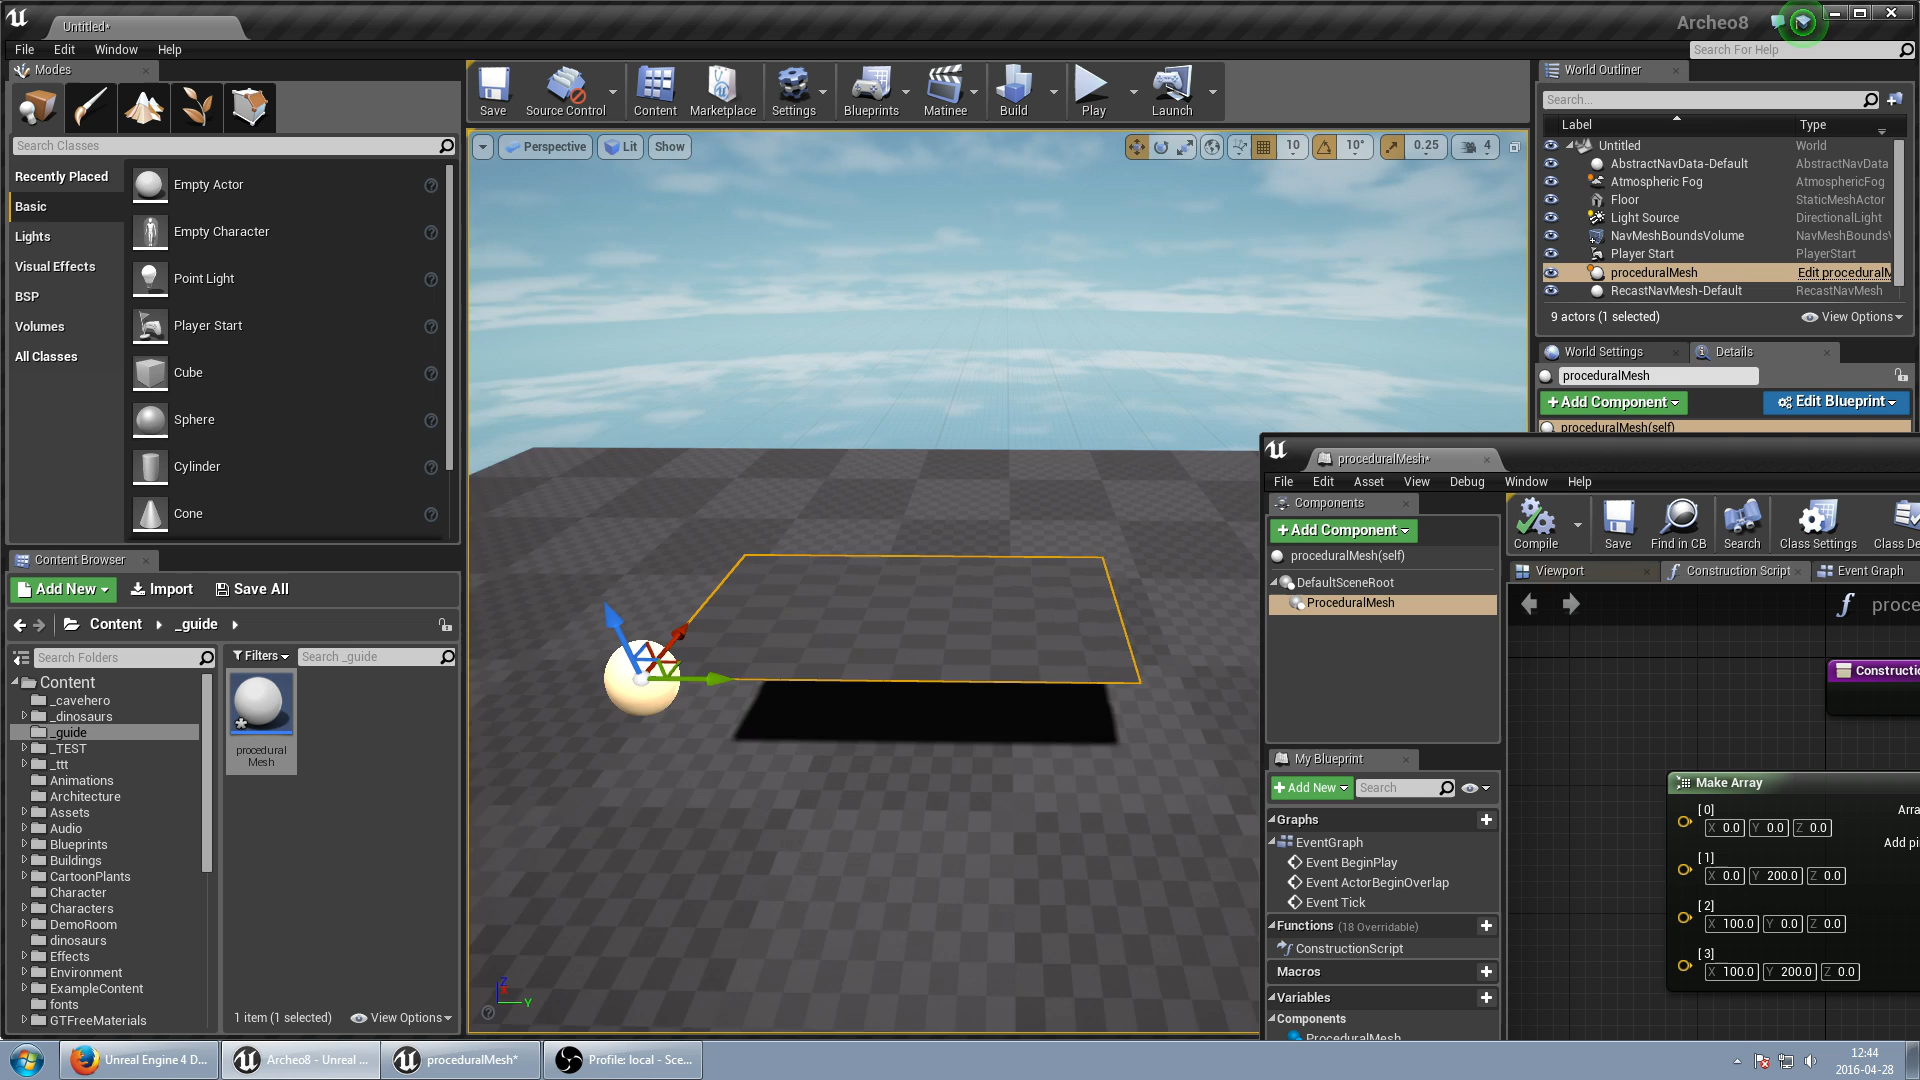 Untitled*
Archeo8
File Edit Window Help
Search For Help
Modes
Search Classes
Recently Placed
Basic
Lights
Visual Effects
BSP
Volumes
All Classes
Empty Actor
Empty Character
Point Light
Player Start
Cube
Sphere
Cylinder
Cone
Save
Source Control
Content
Marketplace
Settings
Blueprints
Matinee
Build
Play
Launch
Perspective
Lit
Show
10
10°
0.25
4
World Outliner
Search...
Label Type
Untitled World
AbstractNavData-Default AbstractNavData
Atmospheric Fog AtmosphericFog
Floor StaticMeshActor
Light Source DirectionalLight
NavMeshBoundsVolume NavMeshBoundsV
Player Start PlayerStart
proceduralMesh Edit proceduralM
RecastNavMesh-Default RecastNavMesh
9 actors (1 selected) View Options
World Settings Details
proceduralMesh
Add Component Edit Blueprint
proceduralMesh(self)
Content Browser
Add New Import Save All
Content _guide
Search Folders Filters Search _guide
Content
_cavehero
_dinosaurs
_guide
_TEST
_ttt
Animations
Architecture
Assets
Audio
Blueprints
Buildings
CartoonPlants
Character
Characters
DemoRoom
dinosaurs
Effects
Environment
ExampleContent
fonts
GTFreeMaterials
procedural
Mesh
1 item (1 selected) View Options
Z
Y
proceduralMesh*
File Edit Asset View Debug Window Help
Components
Add Component
proceduralMesh(self)
DefaultSceneRoot
ProceduralMesh
Compile Save Find in CB Search Class Settings Class De
Viewport Construction Script Event Graph
f proce
Constructio
Make Array
[0] Arra
X 0.0 Y 0.0 Z 0.0
Add pi
[1]
X 0.0 Y 200.0 Z 0.0
[2]
X 100.0 Y 0.0 Z 0.0
[3]
X 100.0 Y 200.0 Z 0.0
My Blueprint
Add New Search
Graphs
EventGraph
Event BeginPlay
Event ActorBeginOverlap
Event Tick
Functions (18 Overridable)
ConstructionScript
Macros
Variables
Components
ProceduralMesh
Unreal Engine 4 D...
Archeo8 - Unreal ...
proceduralMesh*
Profile: local - Sce...
12:44
2016-04-28